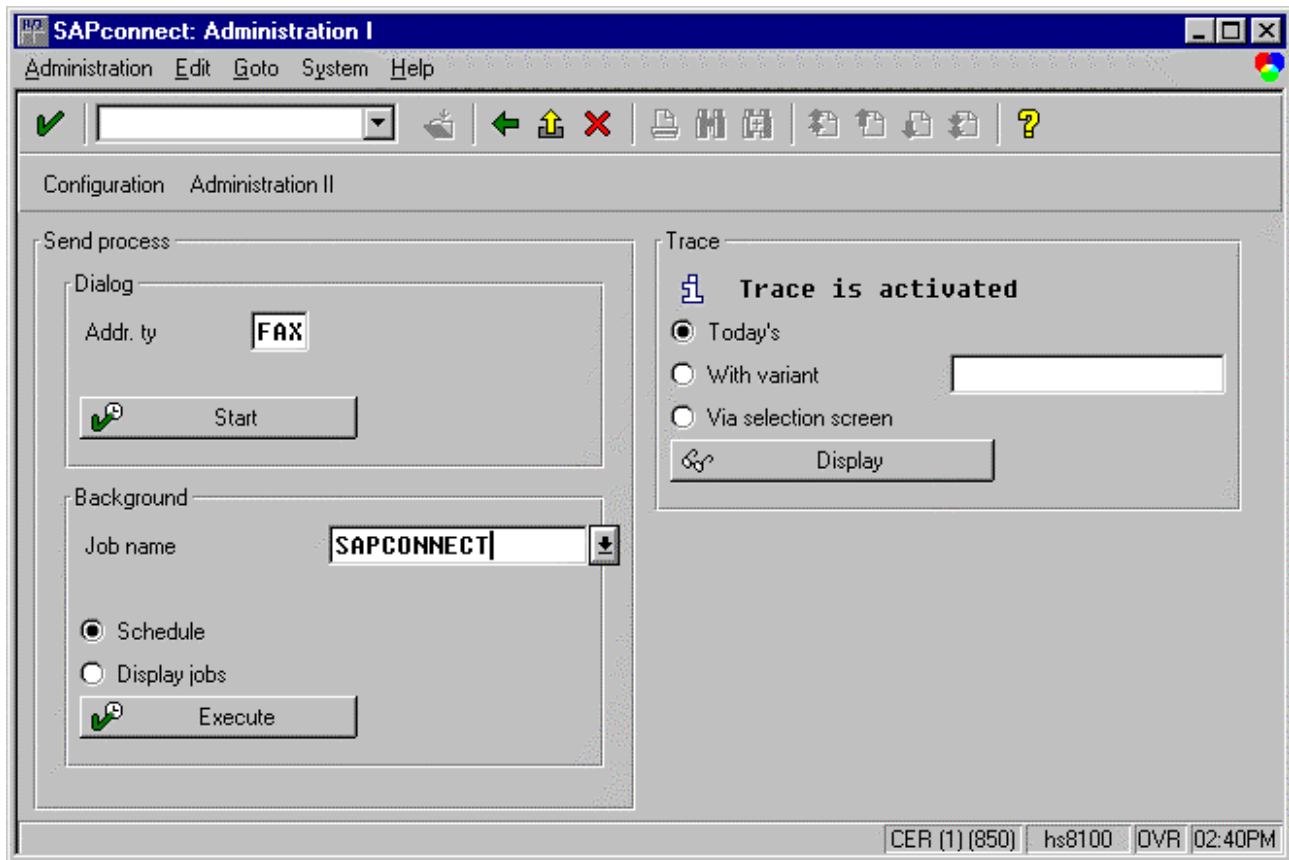 SAPconnect: Administration I
Administration Edit Goto System Help
Configuration Administration II
Send process
Dialog
Addr. ty FAX
Start
Background
Job name SAPCONNECT
Schedule
Display jobs
Execute
Trace
Trace is activated
Today's
With variant
Via selection screen
Display
CER (1) (850) hs8100 OVR 02:40PM